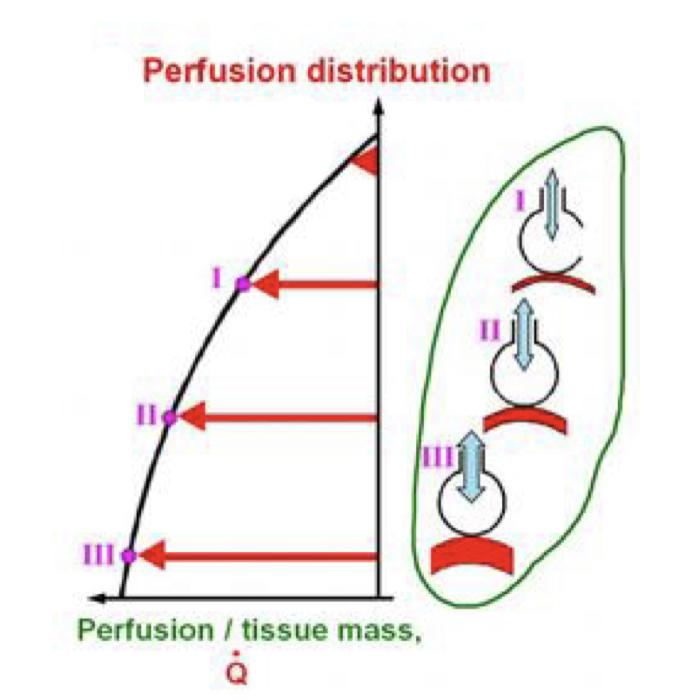 Perfusion distribution
I
I
II
II
III
III
Perfusion / tissue mass,
Q̇